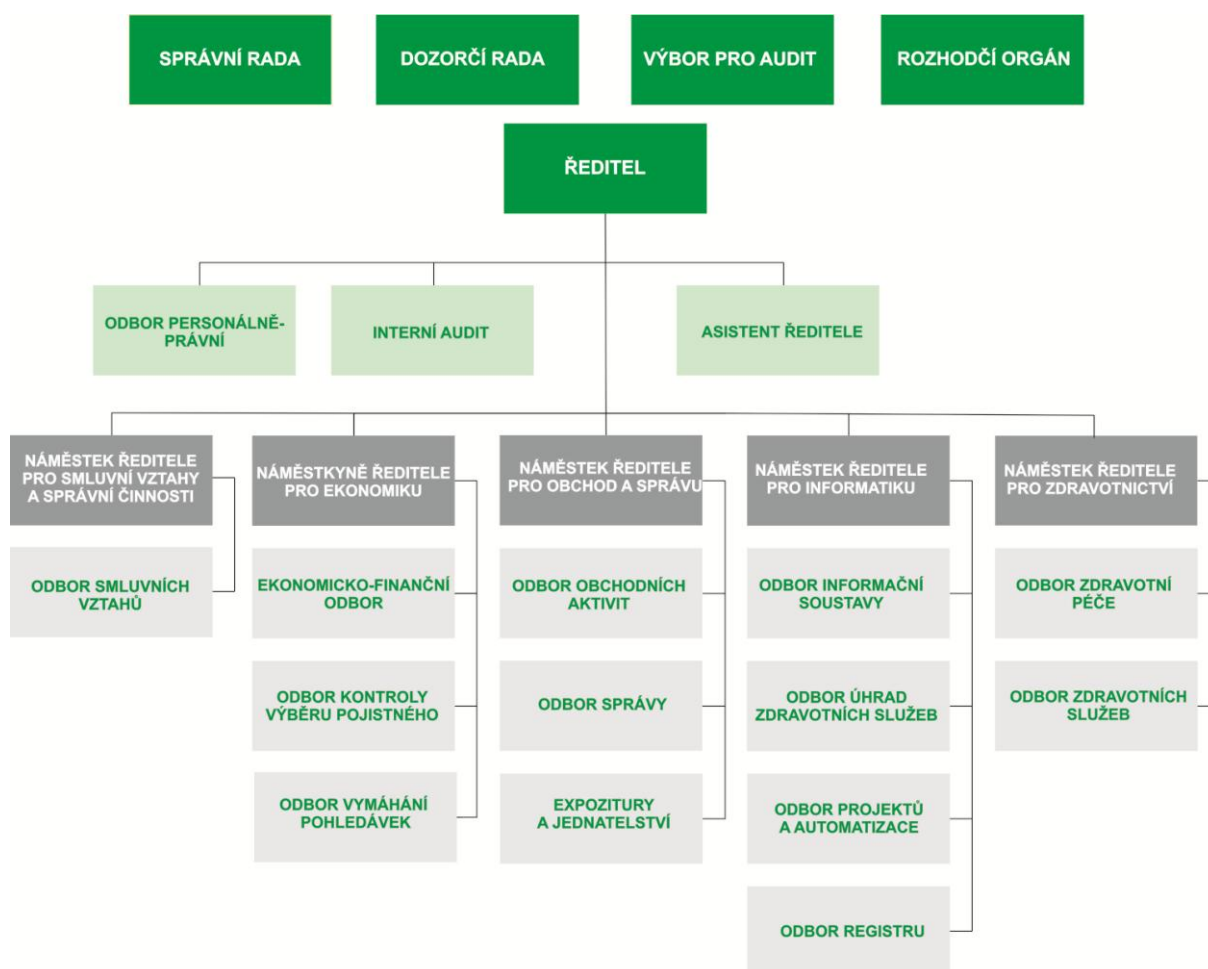 SPRÁVNÍ RADA
DOZORČÍ RADA
VÝBOR PRO AUDIT
ROZHODČÍ ORGÁN
ŘEDITEL
ODBOR PERSONÁLNĚ-
PRÁVNÍ
INTERNÍ AUDIT
ASISTENT ŘEDITELE
NÁMĚSTEK ŘEDITELE
PRO SMLUVNÍ VZTAHY
A SPRÁVNÍ ČINNOSTI
NÁMĚSTKYNĚ ŘEDITELE
PRO EKONOMIKU
NÁMĚSTEK ŘEDITELE
PRO OBCHOD A SPRÁVU
NÁMĚSTEK ŘEDITELE
PRO INFORMATIKU
NÁMĚSTEK ŘEDITELE
PRO ZDRAVOTNICTVÍ
ODBOR SMLUVNÍCH
VZTAHŮ
EKONOMICKO-FINANČNÍ
ODBOR
ODBOR OBCHODNÍCH
AKTIVIT
ODBOR INFORMAČNÍ
SOUSTAVY
ODBOR ZDRAVOTNÍ
PÉČE
ODBOR KONTROLY
VÝBĚRU POJISTNÉHO
ODBOR SPRÁVY
ODBOR ÚHRAD
ZDRAVOTNÍCH SLUŽEB
ODBOR ZDRAVOTNÍCH
SLUŽEB
ODBOR VYMÁHÁNÍ
POHLEDÁVEK
EXPOZITURY
A JEDNATELSTVÍ
ODBOR PROJEKTŮ
A AUTOMATIZACE
ODBOR REGISTRU